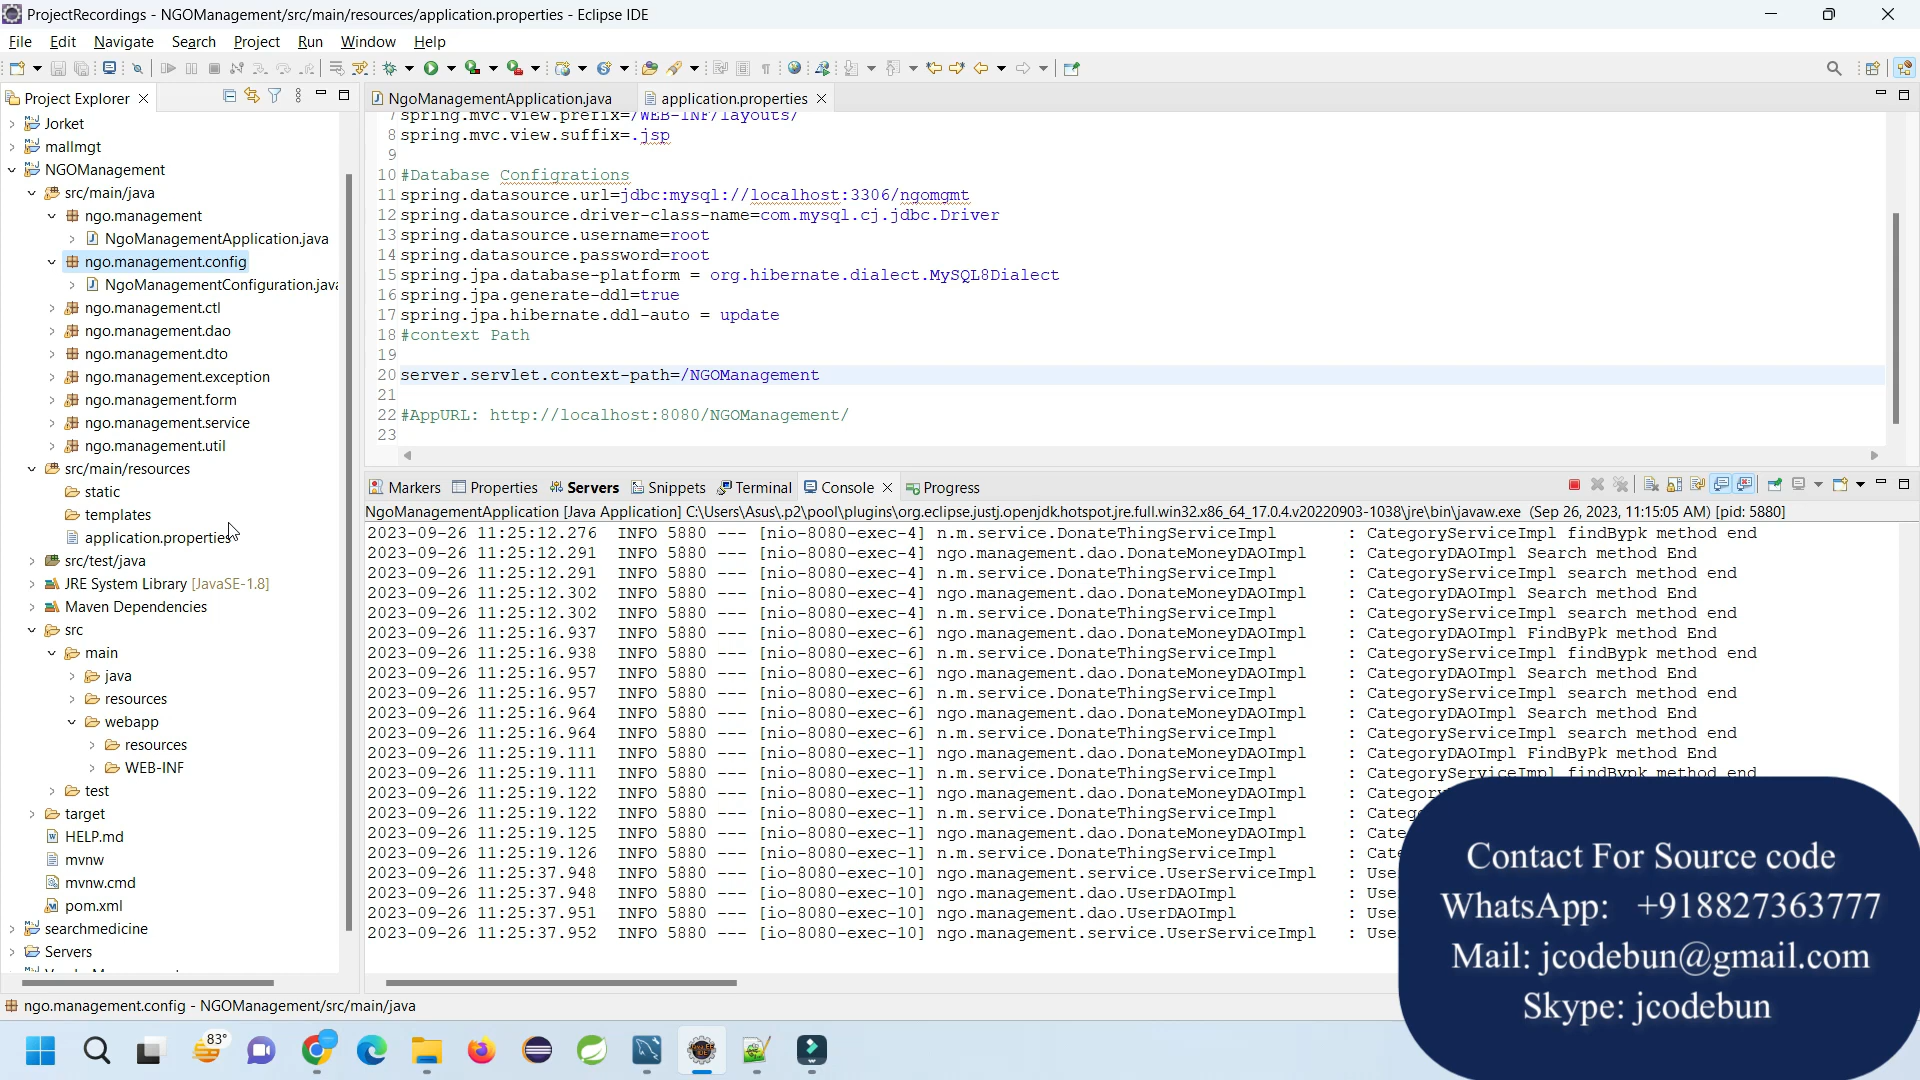 ProjectRecordings - NGOManagement/src/main/resources/application.properties - Eclipse IDE
File Edit Navigate Search Project Run Window Help
Project Explorer
NgoManagementApplication.java application.properties
Jorket
mallmgt
NGOManagement
src/main/java
ngo.management
NgoManagementApplication.java
ngo.management.config
NgoManagementConfiguration.java
ngo.management.ctl
ngo.management.dao
ngo.management.dto
ngo.management.exception
ngo.management.form
ngo.management.service
ngo.management.util
src/main/resources
static
templates
application.properties
src/test/java
JRE System Library [JavaSE-1.8]
Maven Dependencies
src
main
java
resources
webapp
resources
WEB-INF
test
target
HELP.md
mvnw
mvnw.cmd
pom.xml
searchmedicine
Servers
7 spring.mvc.view.prefix=/WEB-INF/layouts/
8 spring.mvc.view.suffix=.jsp
9
10 #Database Configrations
11 spring.datasource.url=jdbc:mysql://localhost:3306/ngomgmt
12 spring.datasource.driver-class-name=com.mysql.cj.jdbc.Driver
13 spring.datasource.username=root
14 spring.datasource.password=root
15 spring.jpa.database-platform = org.hibernate.dialect.MySQL8Dialect
16 spring.jpa.generate-ddl=true
17 spring.jpa.hibernate.ddl-auto = update
18 #context Path
19
20 server.servlet.context-path=/NGOManagement
21
22 #AppURL: http://localhost:8080/NGOManagement/
23
Markers Properties Servers Snippets Terminal Console Progress
NgoManagementApplication [Java Application] C:\Users\Asus\.p2\pool\plugins\org.eclipse.justj.openjdk.hotspot.jre.full.win32.x86_64_17.0.4.v20220903-1038\jre\bin\javaw.exe (Sep 26, 2023, 11:15:05 AM) [pid: 5880]
2023-09-26 11:25:12.276 INFO 5880 --- [nio-8080-exec-4] n.m.service.DonateThingServiceImpl : CategoryServiceImpl findBypk method end
2023-09-26 11:25:12.291 INFO 5880 --- [nio-8080-exec-4] ngo.management.dao.DonateMoneyDAOImpl : CategoryDAOImpl Search method End
2023-09-26 11:25:12.291 INFO 5880 --- [nio-8080-exec-4] n.m.service.DonateThingServiceImpl : CategoryServiceImpl search method end
2023-09-26 11:25:12.302 INFO 5880 --- [nio-8080-exec-4] ngo.management.dao.DonateMoneyDAOImpl : CategoryDAOImpl Search method End
2023-09-26 11:25:12.302 INFO 5880 --- [nio-8080-exec-4] n.m.service.DonateThingServiceImpl : CategoryServiceImpl search method end
2023-09-26 11:25:16.937 INFO 5880 --- [nio-8080-exec-6] ngo.management.dao.DonateMoneyDAOImpl : CategoryDAOImpl FindByPk method End
2023-09-26 11:25:16.938 INFO 5880 --- [nio-8080-exec-6] n.m.service.DonateThingServiceImpl : CategoryServiceImpl findBypk method end
2023-09-26 11:25:16.957 INFO 5880 --- [nio-8080-exec-6] ngo.management.dao.DonateMoneyDAOImpl : CategoryDAOImpl Search method End
2023-09-26 11:25:16.957 INFO 5880 --- [nio-8080-exec-6] n.m.service.DonateThingServiceImpl : CategoryServiceImpl search method end
2023-09-26 11:25:16.964 INFO 5880 --- [nio-8080-exec-6] ngo.management.dao.DonateMoneyDAOImpl : CategoryDAOImpl Search method End
2023-09-26 11:25:16.964 INFO 5880 --- [nio-8080-exec-6] n.m.service.DonateThingServiceImpl : CategoryServiceImpl search method end
2023-09-26 11:25:19.111 INFO 5880 --- [nio-8080-exec-1] ngo.management.dao.DonateMoneyDAOImpl : CategoryDAOImpl FindByPk method End
2023-09-26 11:25:19.111 INFO 5880 --- [nio-8080-exec-1] n.m.service.DonateThingServiceImpl : CategoryServiceImpl findBypk method end
2023-09-26 11:25:19.122 INFO 5880 --- [nio-8080-exec-1] ngo.management.dao.DonateMoneyDAOImpl : Categor
2023-09-26 11:25:19.122 INFO 5880 --- [nio-8080-exec-1] n.m.service.DonateThingServiceImpl : Categ
2023-09-26 11:25:19.125 INFO 5880 --- [nio-8080-exec-1] ngo.management.dao.DonateMoneyDAOImpl : Cate
2023-09-26 11:25:19.126 INFO 5880 --- [nio-8080-exec-1] n.m.service.DonateThingServiceImpl : Cat
2023-09-26 11:25:37.948 INFO 5880 --- [io-8080-exec-10] ngo.management.service.UserServiceImpl : Use
2023-09-26 11:25:37.948 INFO 5880 --- [io-8080-exec-10] ngo.management.dao.UserDAOImpl : Use
2023-09-26 11:25:37.951 INFO 5880 --- [io-8080-exec-10] ngo.management.dao.UserDAOImpl : Use
2023-09-26 11:25:37.952 INFO 5880 --- [io-8080-exec-10] ngo.management.service.UserServiceImpl : Use
Contact For Source code
WhatsApp: +918827363777
Mail: jcodebun@gmail.com
Skype: jcodebun
ngo.management.config - NGOManagement/src/main/java
83°